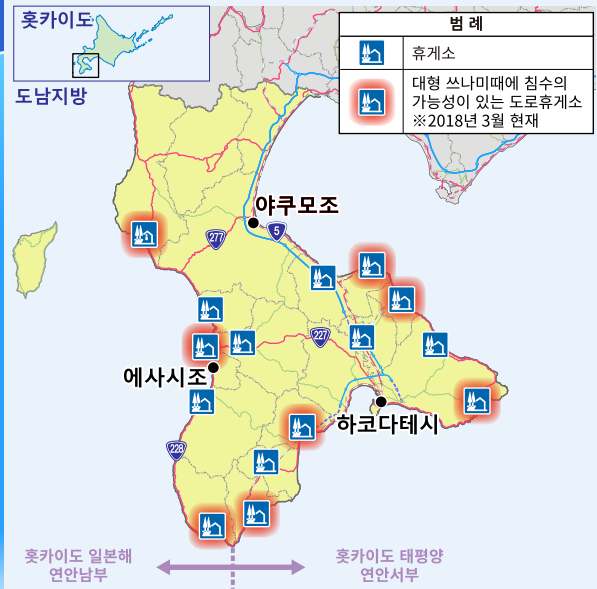 홋카이도
도남지방
범 례
휴게소
대형 쓰나미때에 침수의
가능성이 있는 도로휴게소
※2018년 3월 현재
야쿠모조
277
5
227
에사시조
하코다테시
228
홋카이도 일본해
연안남부
홋카이도 태평양
연안서부